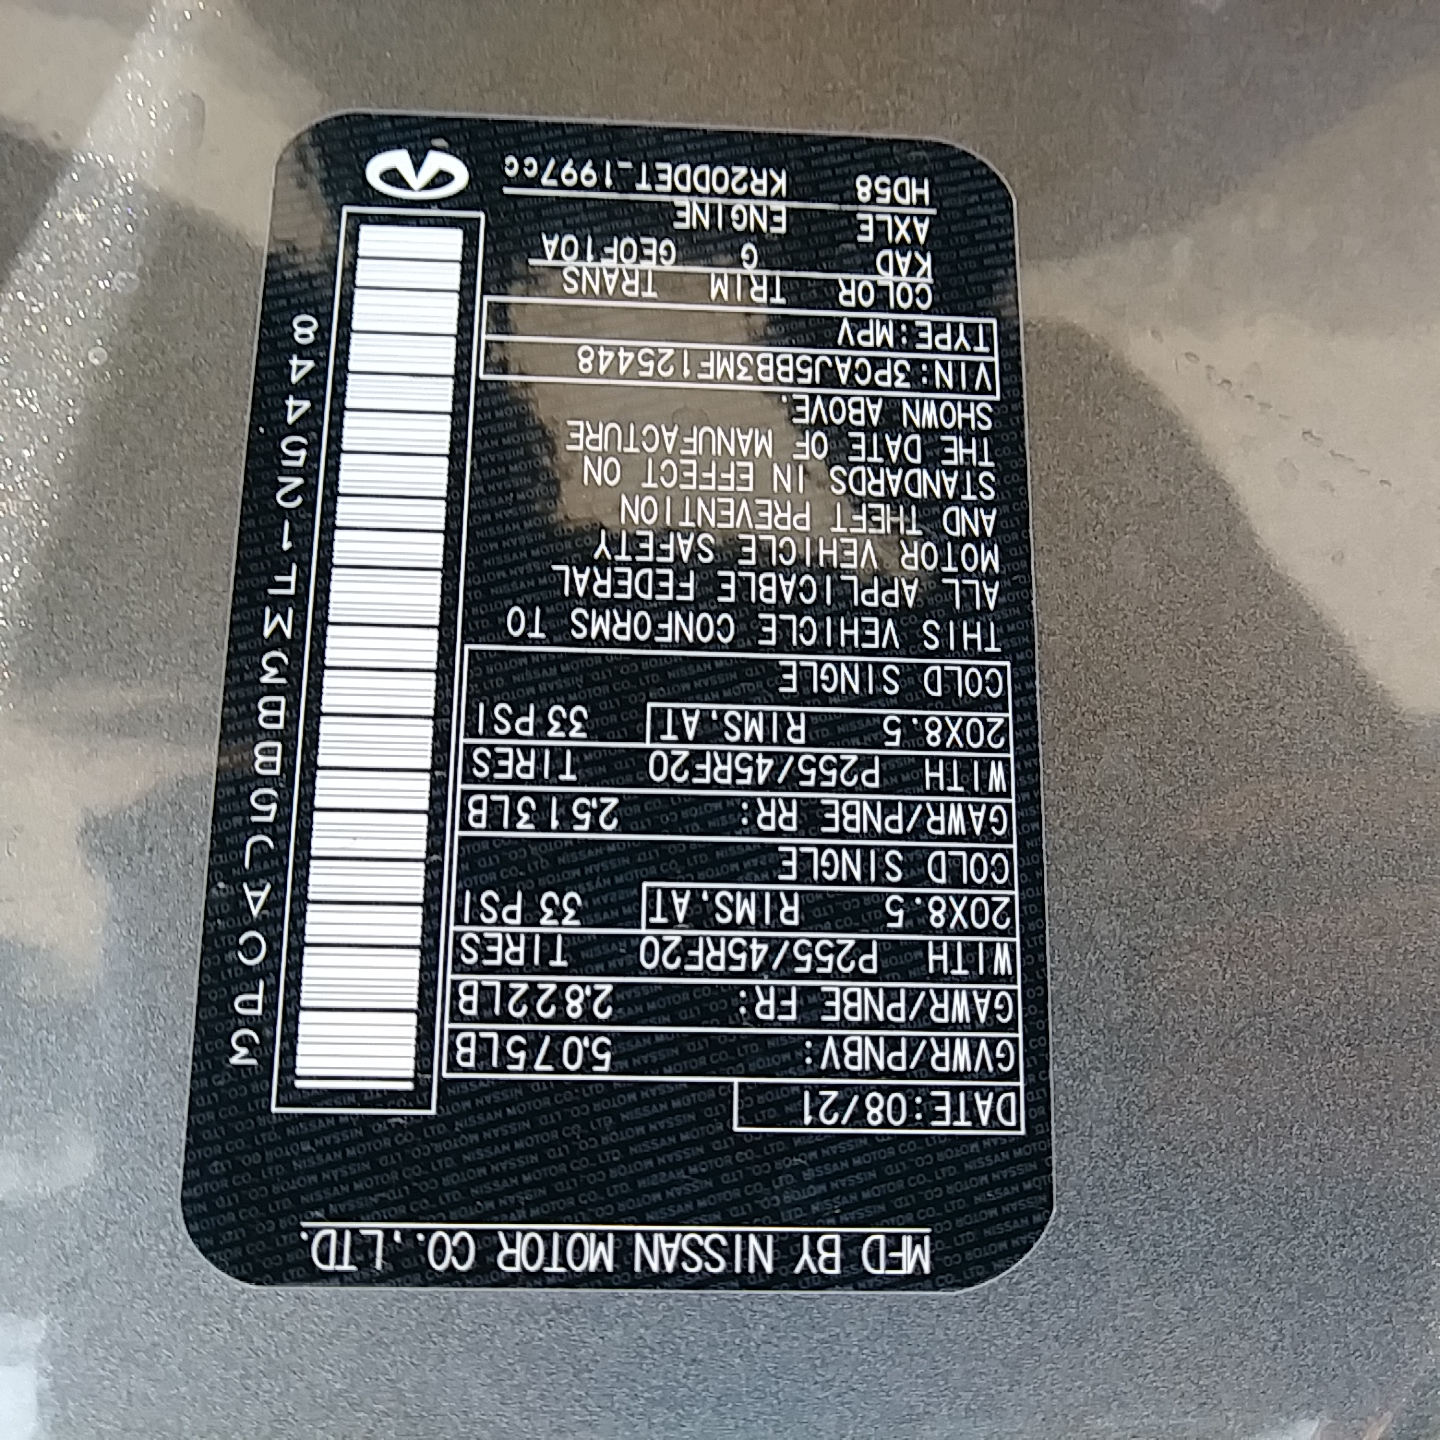 MFD BY NISSAN MOTOR CO.,LTD.
DATE:08/21
GVWR/PNBV: 5,075LB
GAWR/PNBE FR: 2,822LB
WITH P255/45RF20 TIRES
20X8.5 RIMS.AT 33 PSI
COLD SINGLE
GAWR/PNBE RR: 2,513LB
WITH P255/45RF20 TIRES
20X8.5 RIMS.AT 33 PSI
COLD SINGLE
THIS VEHICLE CONFORMS TO
ALL APPLICABLE FEDERAL
MOTOR VEHICLE SAFETY
AND THEFT PREVENTION
STANDARDS IN EFFECT ON
THE DATE OF MANUFACTURE
SHOWN ABOVE.
VIN:3PCAJ5BB3MF125448
TYPE:MPV
COLOR TRIM TRANS
KAD G GE0F10A
AXLE ENGINE
HD58 KR20DDET-1997cc
3PCAJ5BB3MF125448
NISSAN MOTOR CO., LTD.